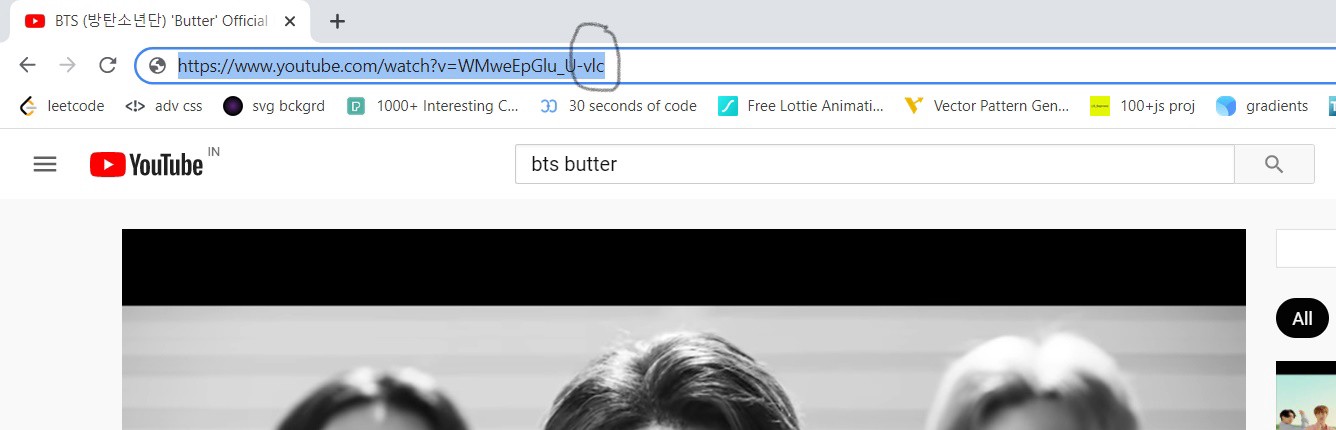 BTS (방탄소년단) 'Butter' Official
https://www.youtube.com/watch?v=WMweEpGlu_U-vlc
leetcode
adv css
svg bckgrd
1000+ Interesting C...
30 seconds of code
Free Lottie Animati...
Vector Pattern Gen...
100+js proj
gradients
YouTube IN
bts butter
All